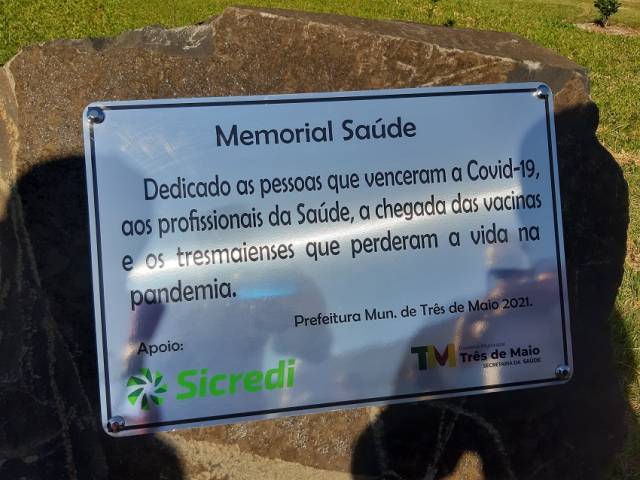 Memorial Saúde
Dedicado as pessoas que venceram a Covid-19,
aos profissionais da Saúde, a chegada das vacinas
e os tresmaienses que perderam a vida na
pandemia.
Prefeitura Mun. de Três de Maio 2021.
Apoio:
Sicredi
TM
Três de Maio
SECRETARIA DA SAÚDE